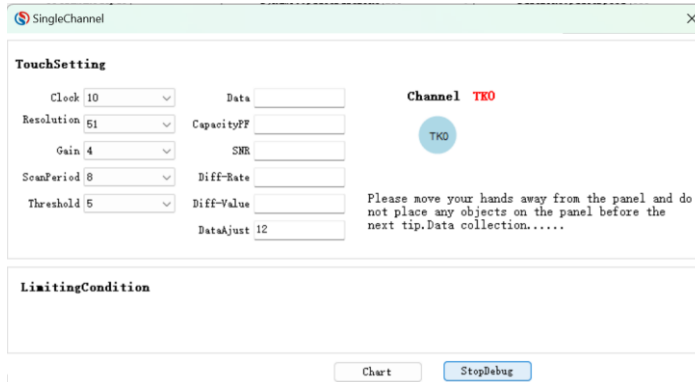 SingleChannel
TouchSetting
Clock 10
Resolution 51
Gain 4
ScanPeriod 8
Threshold 5
Data
CapacityPF
SNR
Diff-Rate
Diff-Value
DataAjust 12
Channel TK0
TK0
Please move your hands away from the panel and do
not place any objects on the panel before the
next tip.Data collection......
LimitingCondition
Chart
StopDebug